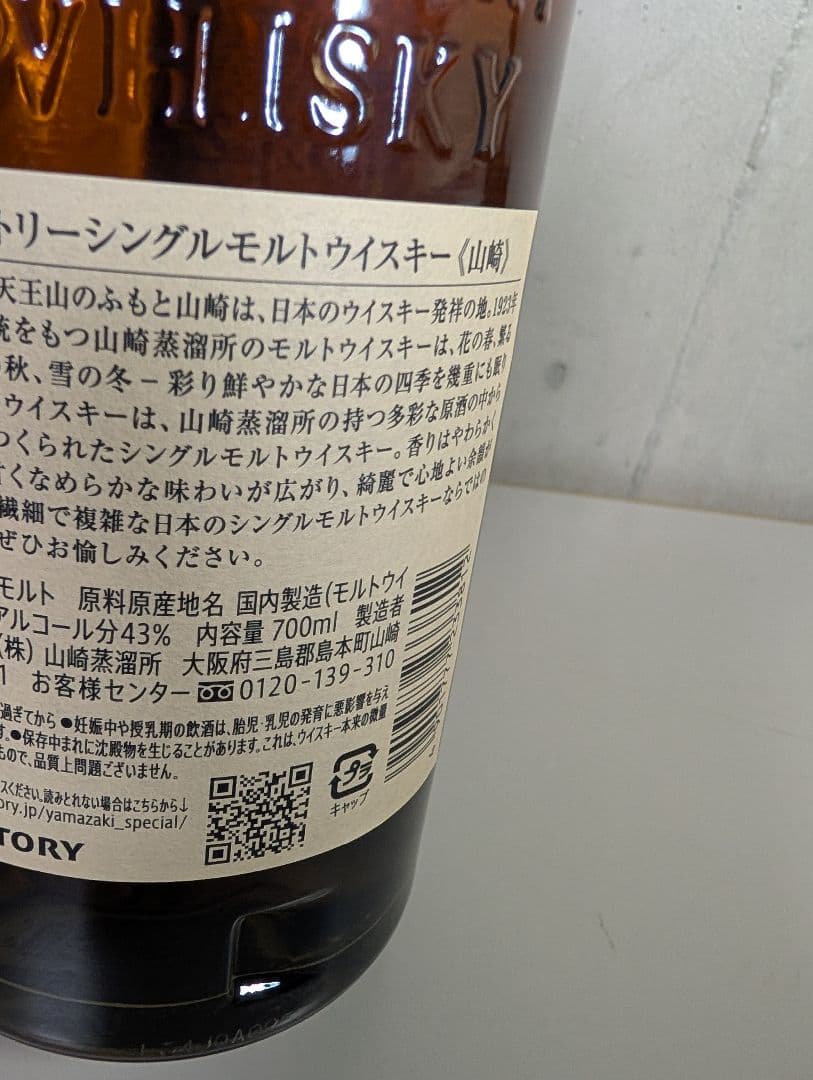 WHISKY
トリーシングルモルトウイスキー《山崎》
天王山のふもと山崎は、日本のウイスキー発祥の地。1923年
統をもつ山崎蒸溜所のモルトウイスキーは、花の春、繁る
秋、雪の冬－彩り鮮やかな日本の四季を幾重にも眠り
ウイスキーは、山崎蒸溜所の持つ多彩な原酒の中から
つくられたシングルモルトウイスキー。香りはやわらかく
甘くなめらかな味わいが広がり、綺麗で心地よい余韻が
繊細で複雑な日本のシングルモルトウイスキーならではの
ぜひお愉しみください。
モルト 原料原産地名 国内製造(モルトウイ
アルコール分43% 内容量 700ml 製造者
(株) 山崎蒸溜所 大阪府三島郡島本町山崎
1 お客様センター 0120-139-310
過ぎてから ●妊娠中や授乳期の飲酒は、胎児・乳児の発育に悪影響を与え
す。●保存中まれに沈殿物を生じることがあります。これは、ウイスキー本来の微量
もので、品質上問題ございません。
スください。読みとれない場合はこちらから↓
ory.jp/yamazaki_special/
TORY
プラ
キャップ